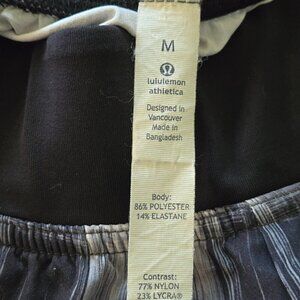 M
lululemon
athletica
Designed in
Vancouver
Made in
Bangladesh
Body:
86% POLYESTER
14% ELASTANE
Contrast:
77% NYLON
23% LYCRA®